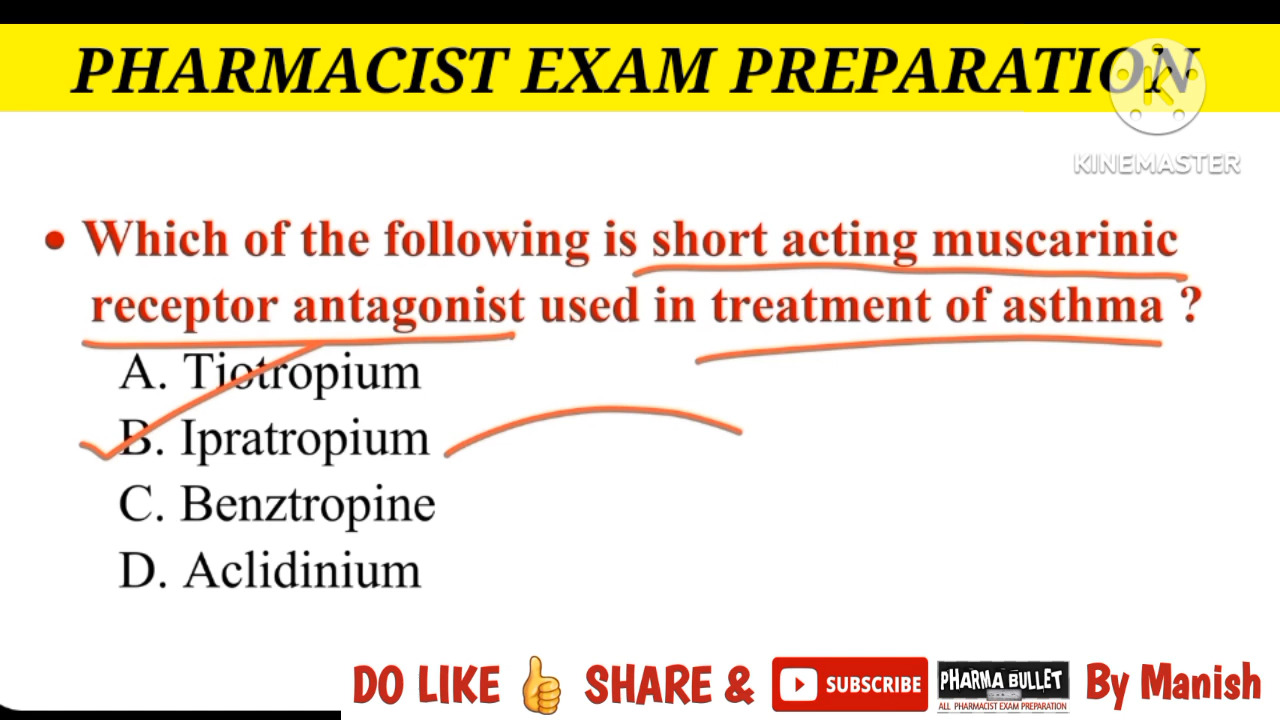 PHARMACIST EXAM PREPARATION
KINEMASTER
• Which of the following is short acting muscarinic
receptor antagonist used in treatment of asthma ?
A. Tiotropium
B. Ipratropium
C. Benztropine
D. Aclidinium
DO LIKE 👍 SHARE & SUBSCRIBE PHARMA BULLET By Manish
ALL PHARMACIST EXAM PREPARATION